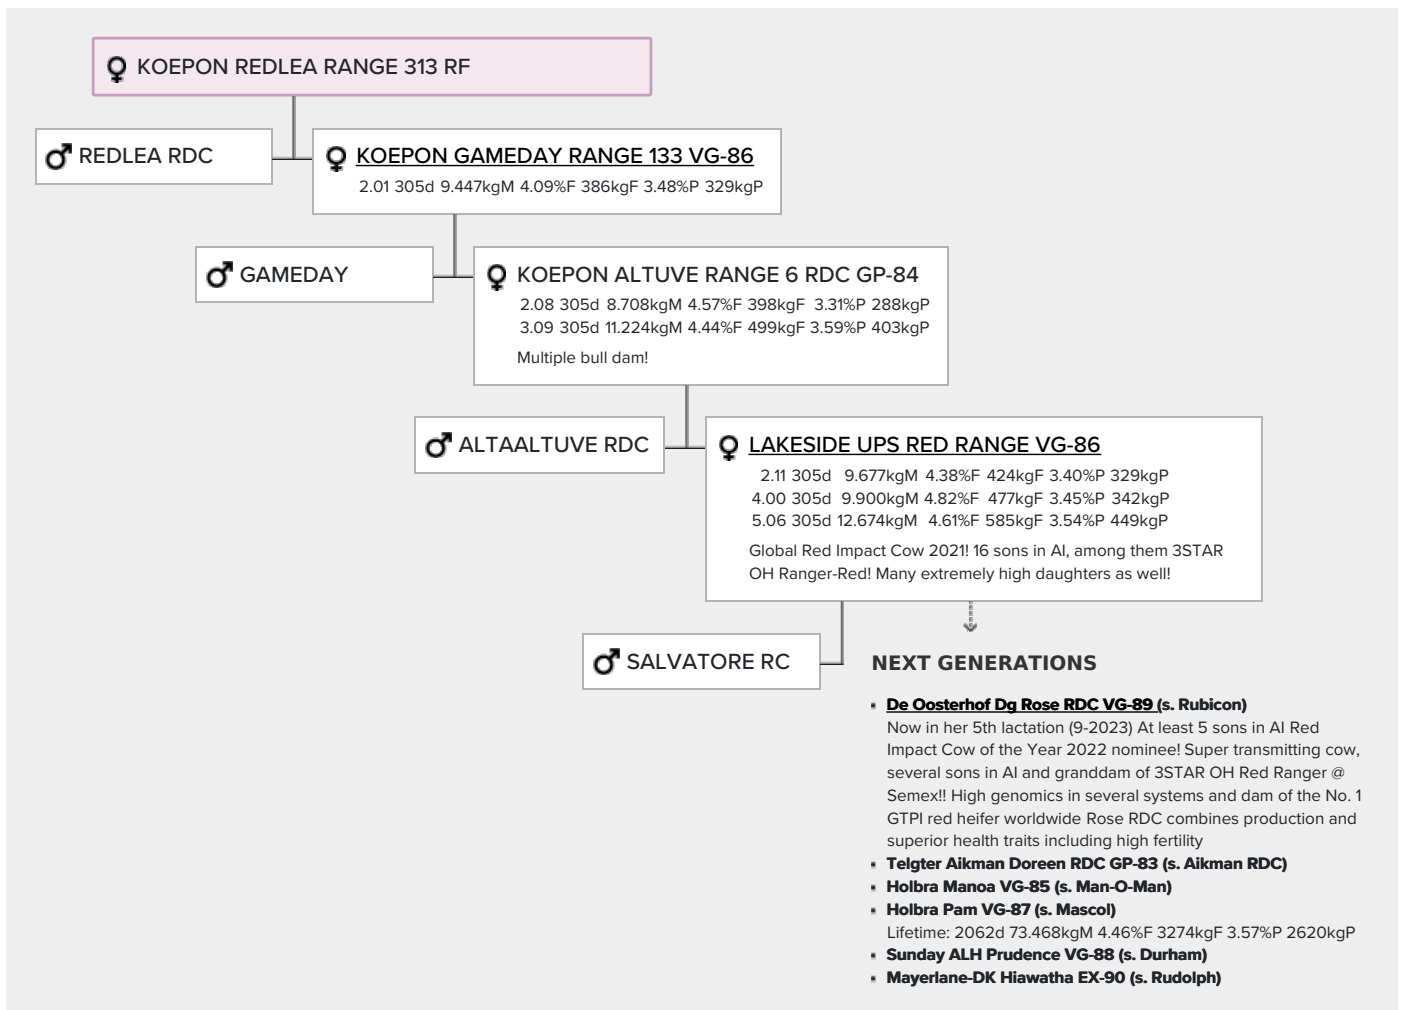 KOEPON REDLEA RANGE 313 RF
REDLEA RDC
KOEPON GAMEDAY RANGE 133 VG-86
2.01 305d 9.447kgM 4.09%F 386kgF 3.48%P 329kgP
GAMEDAY
KOEPON ALTUVE RANGE 6 RDC GP-84
2.08 305d 8.708kgM 4.57%F 398kgF 3.31%P 288kgP
3.09 305d 11.224kgM 4.44%F 499kgF 3.59%P 403kgP
Multiple bull dam!
ALTAALTUVE RDC
LAKESIDE UPS RED RANGE VG-86
2.11 305d 9.677kgM 4.38%F 424kgF 3.40%P 329kgP
4.00 305d 9.900kgM 4.82%F 477kgF 3.45%P 342kgP
5.06 305d 12.674kgM 4.61%F 585kgF 3.54%P 449kgP
Global Red Impact Cow 2021! 16 sons in AI, among them 3STAR
OH Ranger-Red! Many extremely high daughters as well!
SALVATORE RC
NEXT GENERATIONS
De Oosterhof Dg Rose RDC VG-89 (s. Rubicon)
Now in her 5th lactation (9-2023) At least 5 sons in AI Red
Impact Cow of the Year 2022 nominee! Super transmitting cow,
several sons in AI and granddam of 3STAR OH Red Ranger @
Semex!! High genomics in several systems and dam of the No. 1
GTPI red heifer worldwide Rose RDC combines production and
superior health traits including high fertility
Telgter Aikman Doreen RDC GP-83 (s. Aikman RDC)
Holbra Manoa VG-85 (s. Man-O-Man)
Holbra Pam VG-87 (s. Mascol)
Lifetime: 2062d 73.468kgM 4.46%F 3274kgF 3.57%P 2620kgP
Sunday ALH Prudence VG-88 (s. Durham)
Mayerlane-DK Hiawatha EX-90 (s. Rudolph)